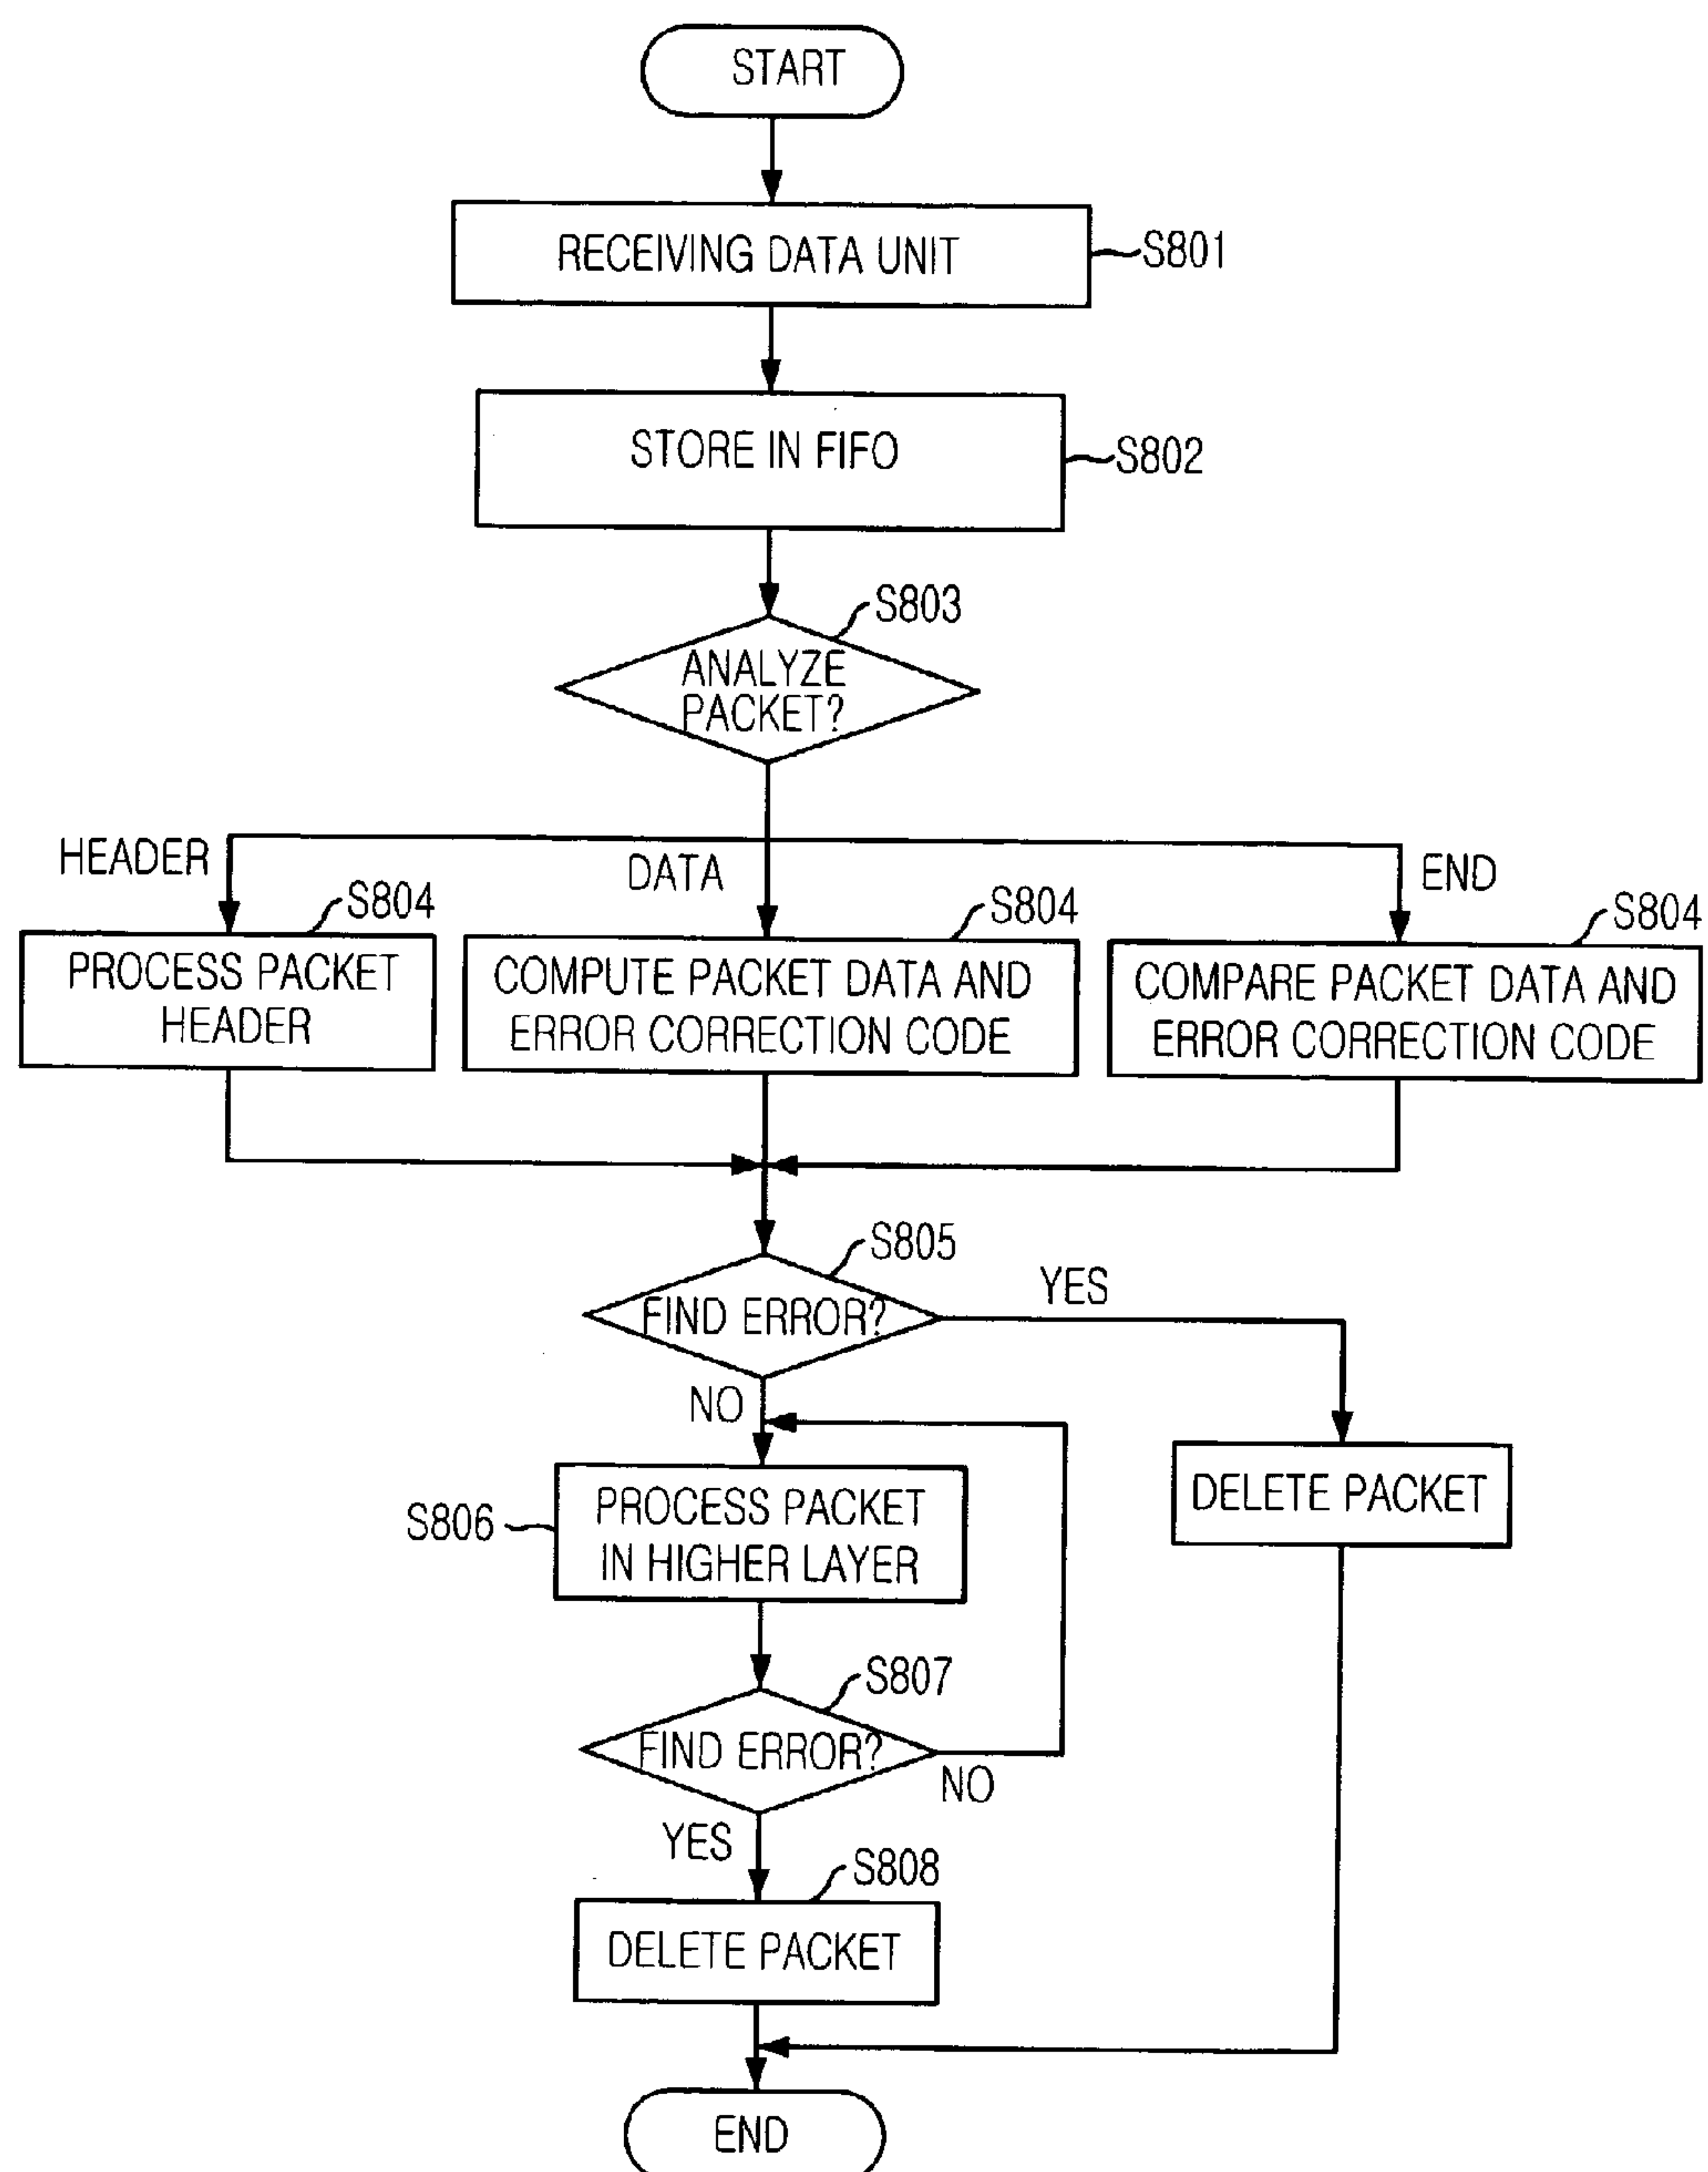 START
RECEIVING DATA UNIT
S801
STORE IN FIFO
S802
S803
ANALYZE
PACKET?
HEADER
DATA
END
S804
S804
S804
PROCESS PACKET
HEADER
COMPUTE PACKET DATA AND
ERROR CORRECTION CODE
COMPARE PACKET DATA AND
ERROR CORRECTION CODE
S805
FIND ERROR?
YES
NO
S806
PROCESS PACKET
IN HIGHER LAYER
DELETE PACKET
S807
FIND ERROR?
NO
YES
S808
DELETE PACKET
END